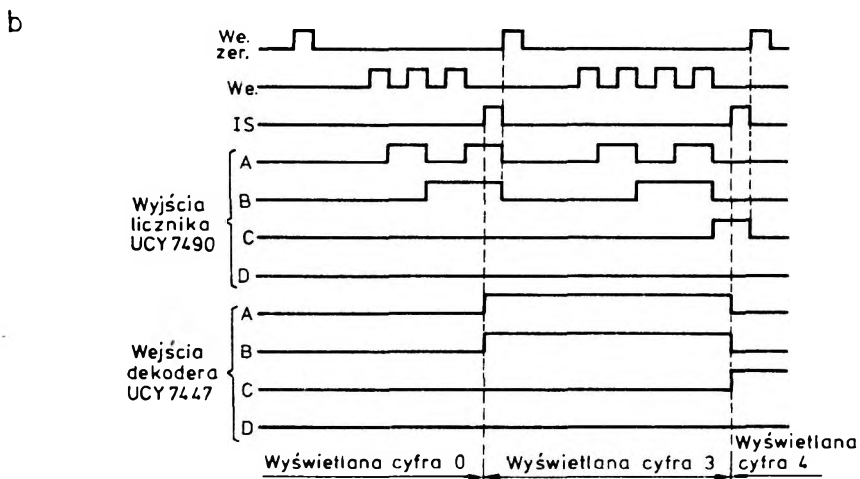 b
We.
zer.
We.
IS
A
B
C
D
Wyjścia
licznika
UCY 7490
A
B
C
D
Wejścia
dekodera
UCY 7447
Wyświetlana cyfra 0
Wyświetlana cyfra 3
Wyświetlana
cyfra 4